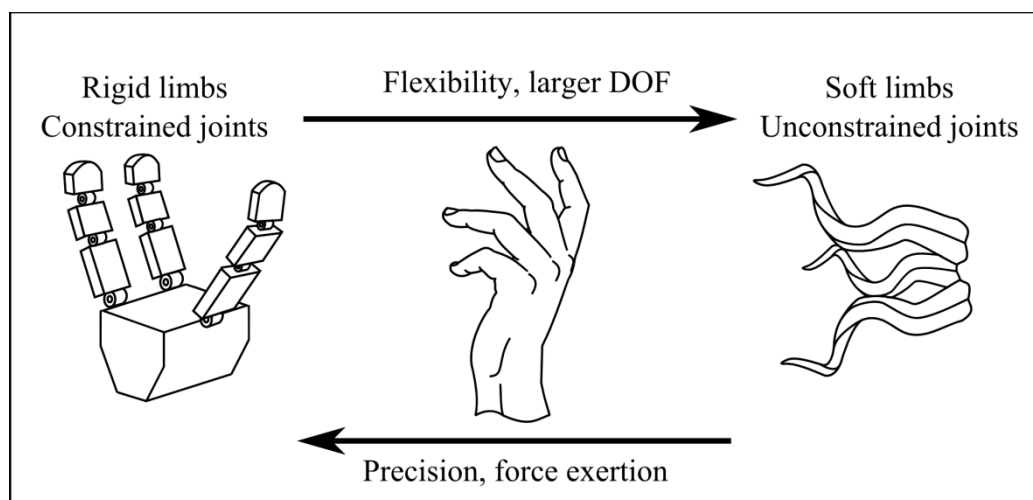 Rigid limbs
Constrained joints
Flexibility, larger DOF
Soft limbs
Unconstrained joints
Precision, force exertion